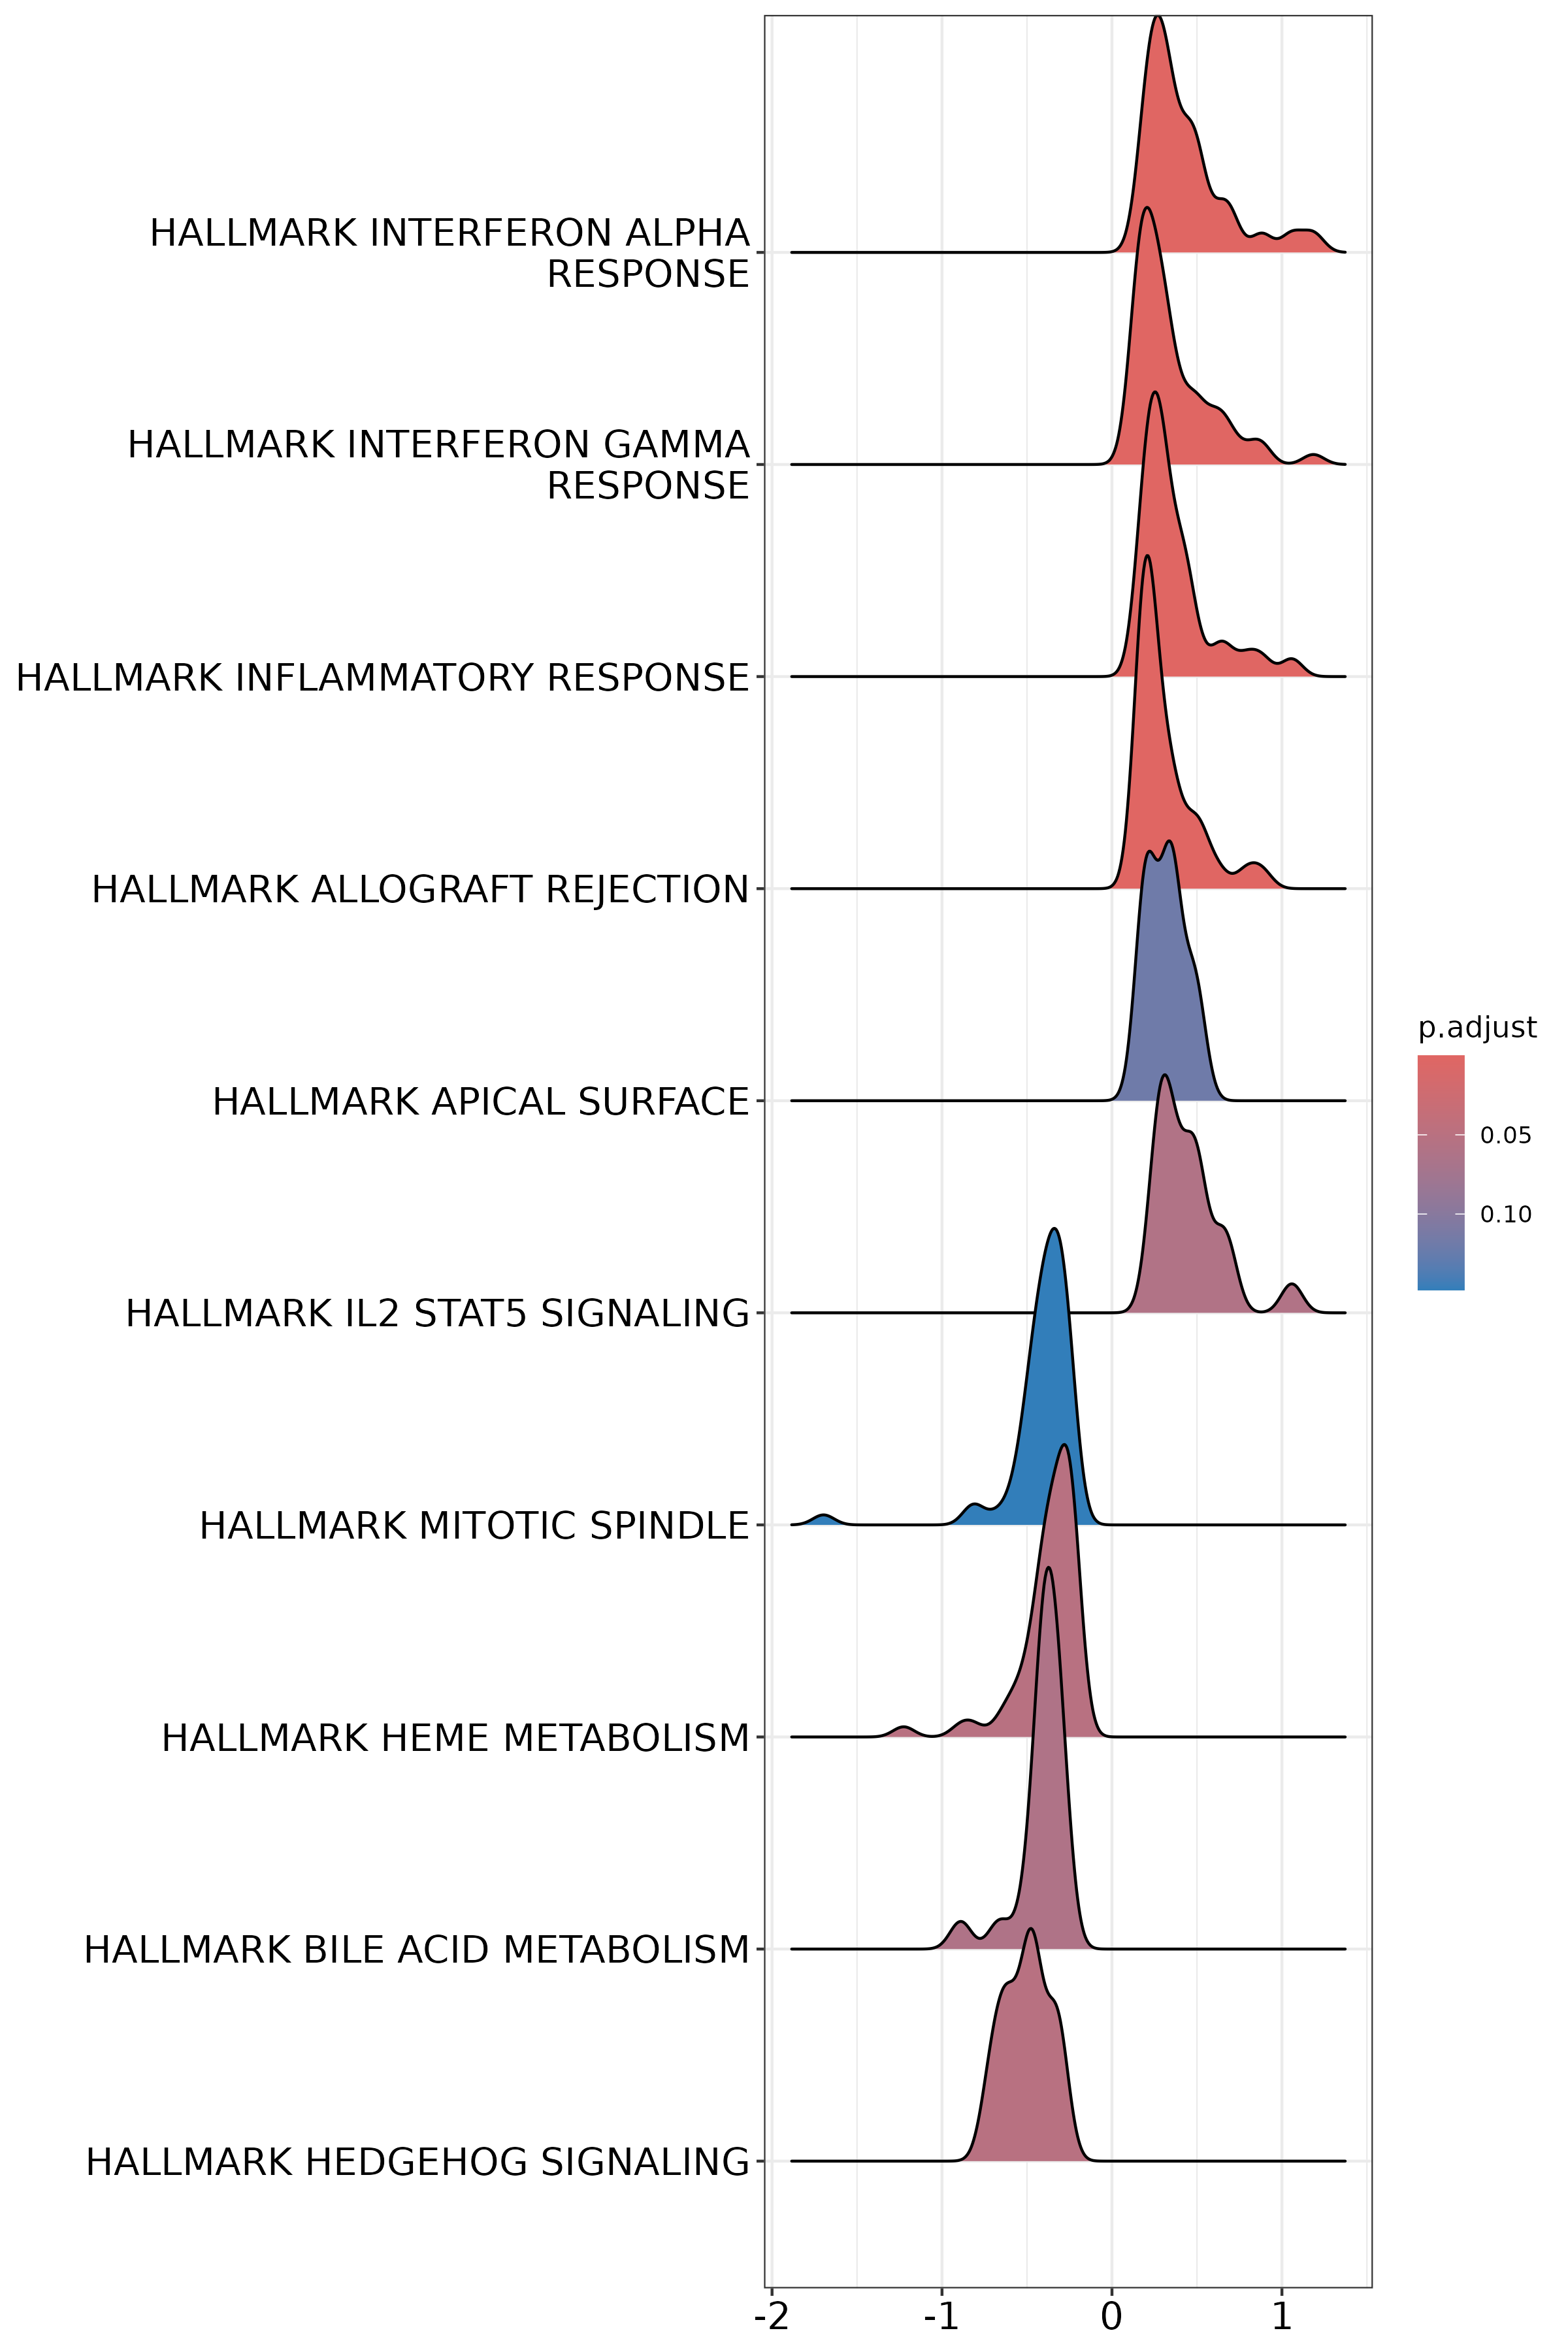 HALLMARK INTERFERON ALPHA
RESPONSE
HALLMARK INTERFERON GAMMA
RESPONSE
HALLMARK INFLAMMATORY RESPONSE
HALLMARK ALLOGRAFT REJECTION
HALLMARK APICAL SURFACE
HALLMARK IL2 STAT5 SIGNALING
HALLMARK MITOTIC SPINDLE
HALLMARK HEME METABOLISM
HALLMARK BILE ACID METABOLISM
HALLMARK HEDGEHOG SIGNALING
-2 -1 0 1
p.adjust
0.05
0.10